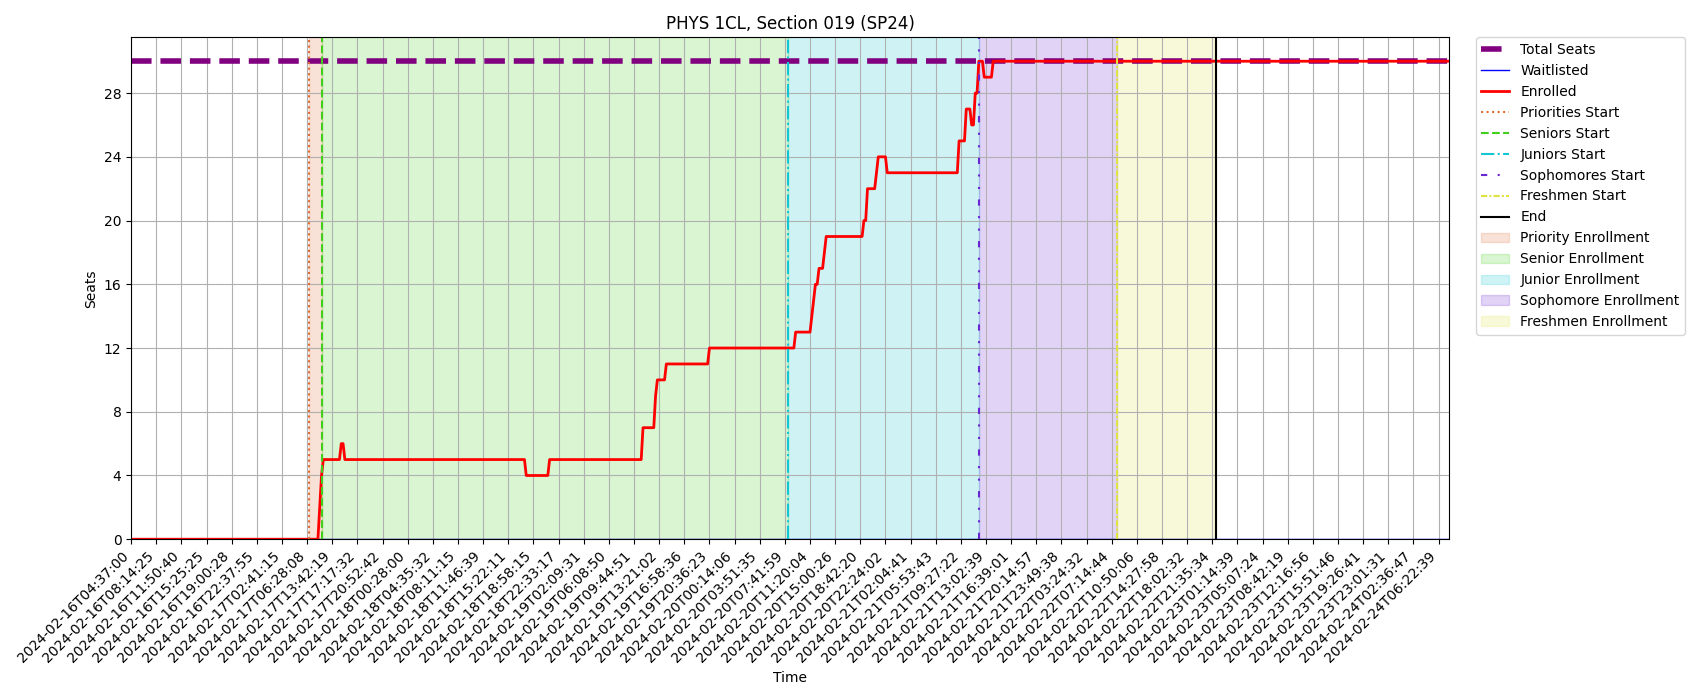 PHYS 1CL, Section 019 (SP24)
Seats
28
24
20
16
12
8
4
0
2024-02-16T04:37:00
2024-02-16T08:14:25
2024-02-16T11:50:40
2024-02-16T15:25:25
2024-02-16T19:00:28
2024-02-16T22:37:55
2024-02-17T02:41:15
2024-02-17T06:28:08
2024-02-17T13:42:19
2024-02-17T17:17:32
2024-02-17T20:52:42
2024-02-18T00:28:00
2024-02-18T04:35:32
2024-02-18T08:11:15
2024-02-18T11:46:39
2024-02-18T15:22:11
2024-02-18T18:58:15
2024-02-18T22:33:17
2024-02-19T02:09:31
2024-02-19T06:08:50
2024-02-19T09:44:51
2024-02-19T13:21:02
2024-02-19T16:58:36
2024-02-19T20:36:23
2024-02-20T00:14:06
2024-02-20T03:51:35
2024-02-20T07:41:59
2024-02-20T11:20:04
2024-02-20T15:00:26
2024-02-20T18:42:20
2024-02-20T22:24:02
2024-02-21T02:04:41
2024-02-21T05:53:43
2024-02-21T09:27:22
2024-02-21T13:02:39
2024-02-21T16:39:01
2024-02-21T20:14:57
2024-02-21T23:49:38
2024-02-22T03:24:32
2024-02-22T07:14:44
2024-02-22T10:50:06
2024-02-22T14:27:58
2024-02-22T18:02:32
2024-02-22T21:35:34
2024-02-23T01:14:39
2024-02-23T05:07:24
2024-02-23T08:42:19
2024-02-23T12:16:56
2024-02-23T15:51:46
2024-02-23T19:26:41
2024-02-23T23:01:31
2024-02-24T02:36:47
2024-02-24T06:22:39
Time
Total Seats
Waitlisted
Enrolled
Priorities Start
Seniors Start
Juniors Start
Sophomores Start
Freshmen Start
End
Priority Enrollment
Senior Enrollment
Junior Enrollment
Sophomore Enrollment
Freshmen Enrollment